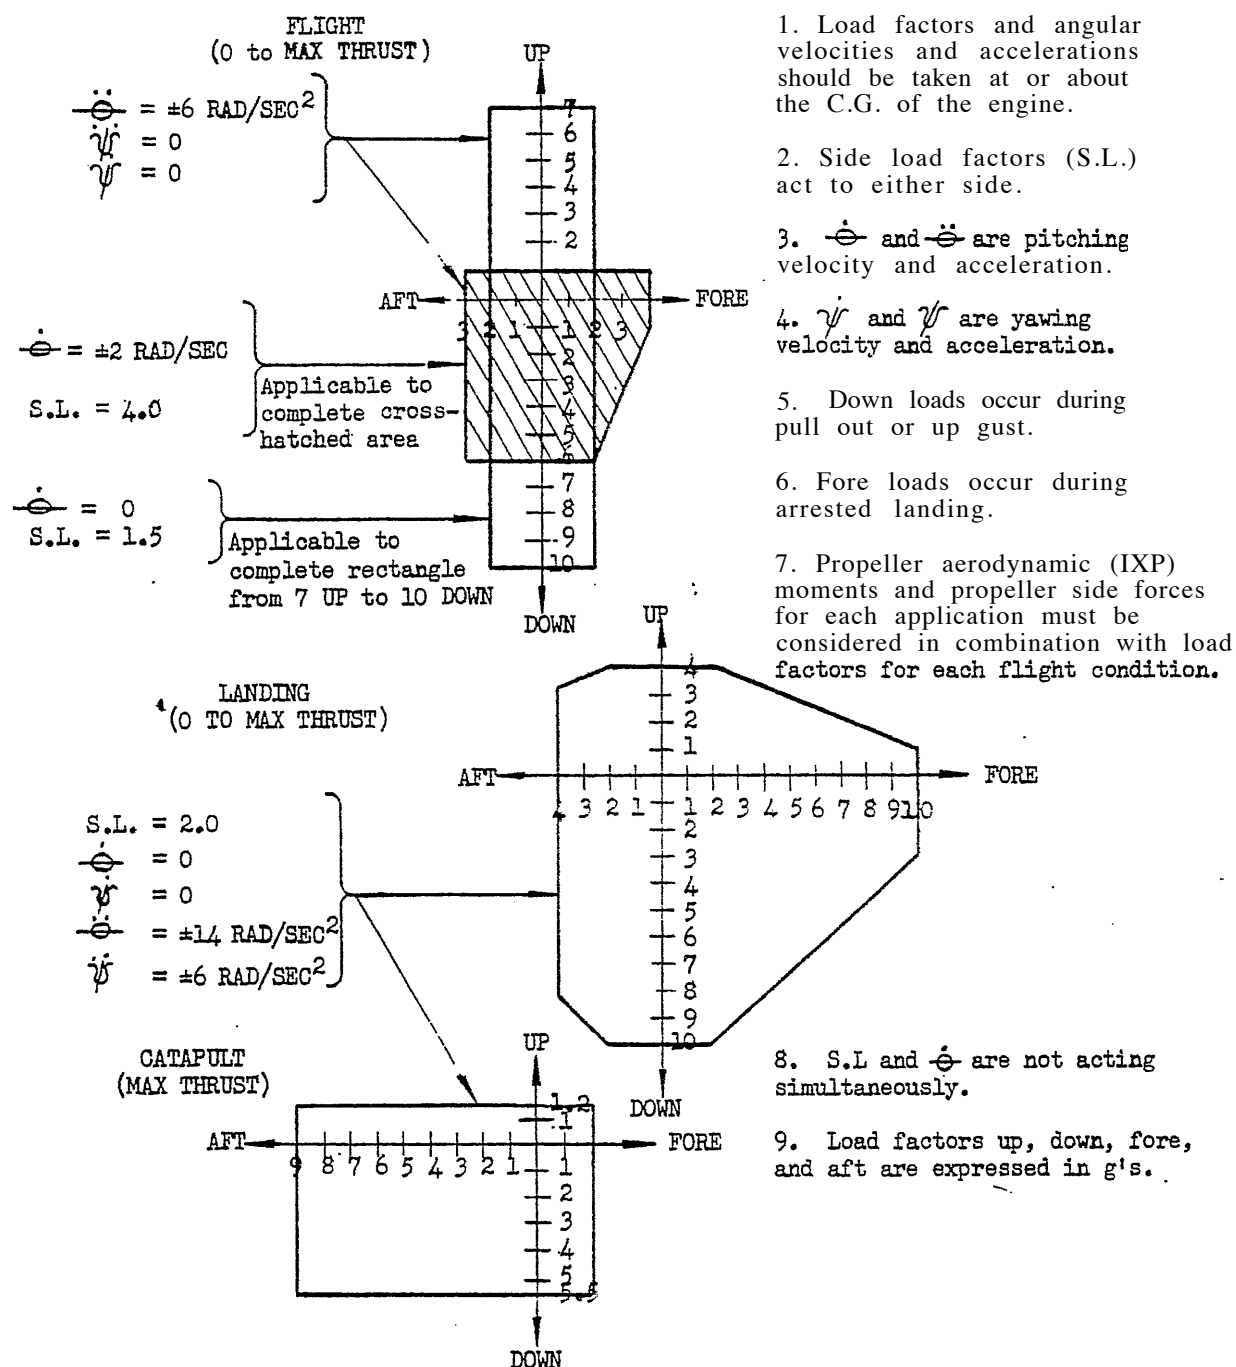 FLIGHT
(0 to MAX THRUST)
UP
θ̈ = ±6 RAD/SEC²
ψ̈ = 0
ψ̇ = 0
7
6
5
4
3
2
AFT
FORE
3 2 1 1 2 3
θ̇ = ±2 RAD/SEC
S.L. = 4.0
Applicable to
complete cross-
hatched area
2
3
4
5
6
7
8
9
10
θ̇ = 0
S.L. = 1.5
Applicable to
complete rectangle
from 7 UP to 10 DOWN
DOWN
LANDING
(0 TO MAX THRUST)
UP
4
3
2
1
AFT
FORE
4 3 2 1 1 2 3 4 5 6 7 8 9 10
2
3
4
5
6
7
8
9
10
DOWN
S.L. = 2.0
θ̇ = 0
ψ̇ = 0
θ̈ = ±14 RAD/SEC²
ψ̈ = ±6 RAD/SEC²
CATAPULT
(MAX THRUST)
UP
1.2
1
AFT
FORE
9 8 7 6 5 4 3 2 1 1
2
3
4
5
5.5
DOWN
1. Load factors and angular
velocities and accelerations
should be taken at or about
the C.G. of the engine.
2. Side load factors (S.L.)
act to either side.
3. θ̇ and θ̈ are pitching
velocity and acceleration.
4. ψ̇ and ψ are yawing
velocity and acceleration.
5. Down loads occur during
pull out or up gust.
6. Fore loads occur during
arrested landing.
7. Propeller aerodynamic (IXP)
moments and propeller side forces
for each application must be
considered in combination with load
factors for each flight condition.
8. S.L and θ̇ are not acting
simultaneously.
9. Load factors up, down, fore,
and aft are expressed in g's.